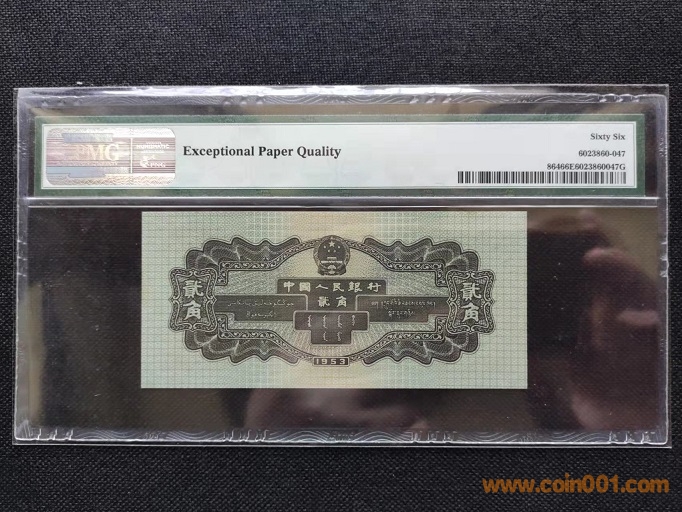 PMG
Exceptional Paper Quality
Sixty Six
6023860-047
86466E6023860047G
中國人民銀行
貳角
貳角
貳角
1953
www.coin001.com